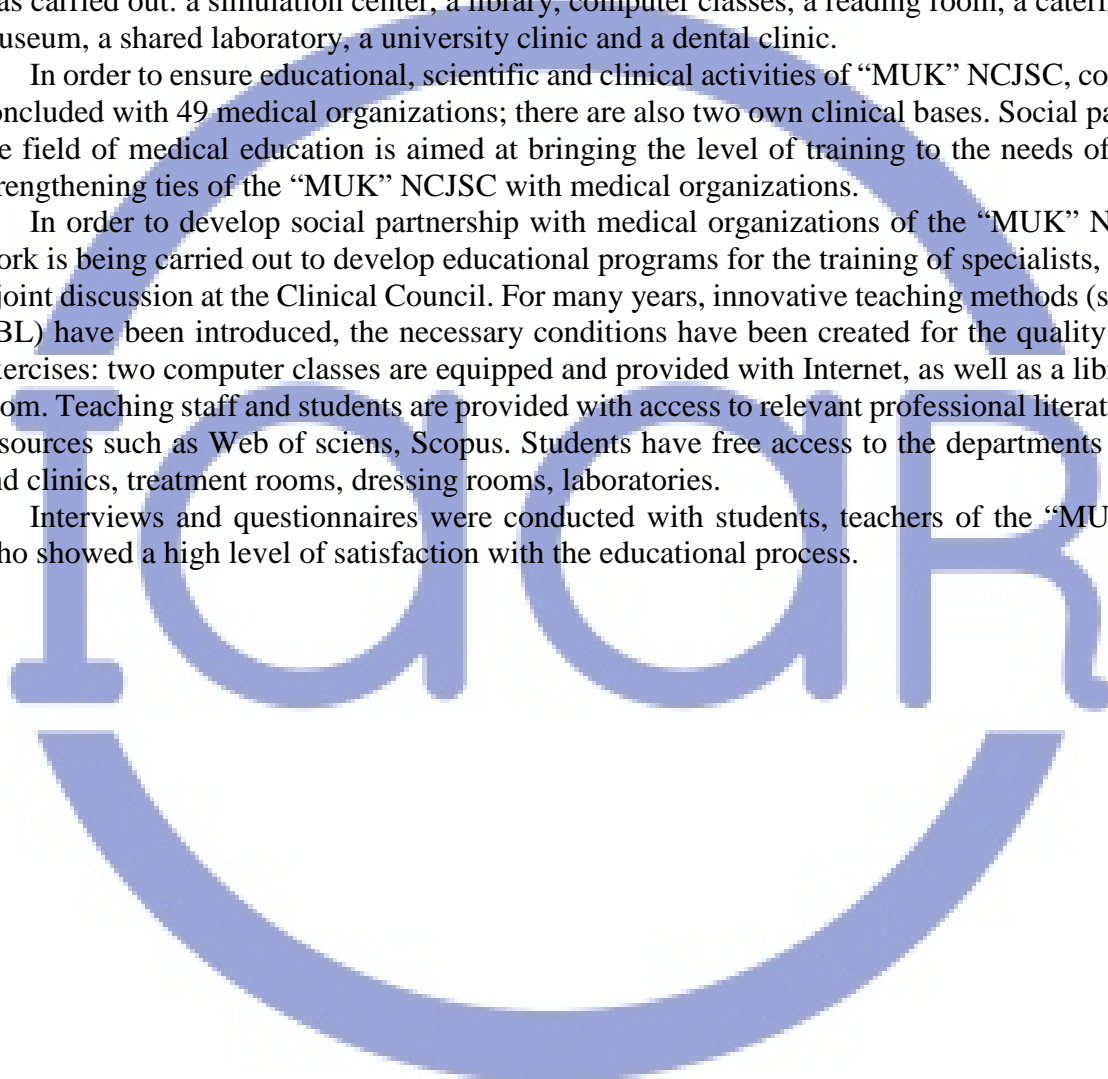 as carried out: a simulation center, a library, computer classes, a reading room, a caterin
useum, a shared laboratory, a university clinic and a dental clinic.
In order to ensure educational, scientific and clinical activities of “MUK” NCJSC, co
oncluded with 49 medical organizations; there are also two own clinical bases. Social pa
e field of medical education is aimed at bringing the level of training to the needs of
rengthening ties of the “MUK” NCJSC with medical organizations.
In order to develop social partnership with medical organizations of the “MUK” N
ork is being carried out to develop educational programs for the training of specialists,
joint discussion at the Clinical Council. For many years, innovative teaching methods (s
BL) have been introduced, the necessary conditions have been created for the quality
xercises: two computer classes are equipped and provided with Internet, as well as a libr
oom. Teaching staff and students are provided with access to relevant professional literat
sources such as Web of sciens, Scopus. Students have free access to the departments
nd clinics, treatment rooms, dressing rooms, laboratories.
Interviews and questionnaires were conducted with students, teachers of the “MU
ho showed a high level of satisfaction with the educational process.
IaaR